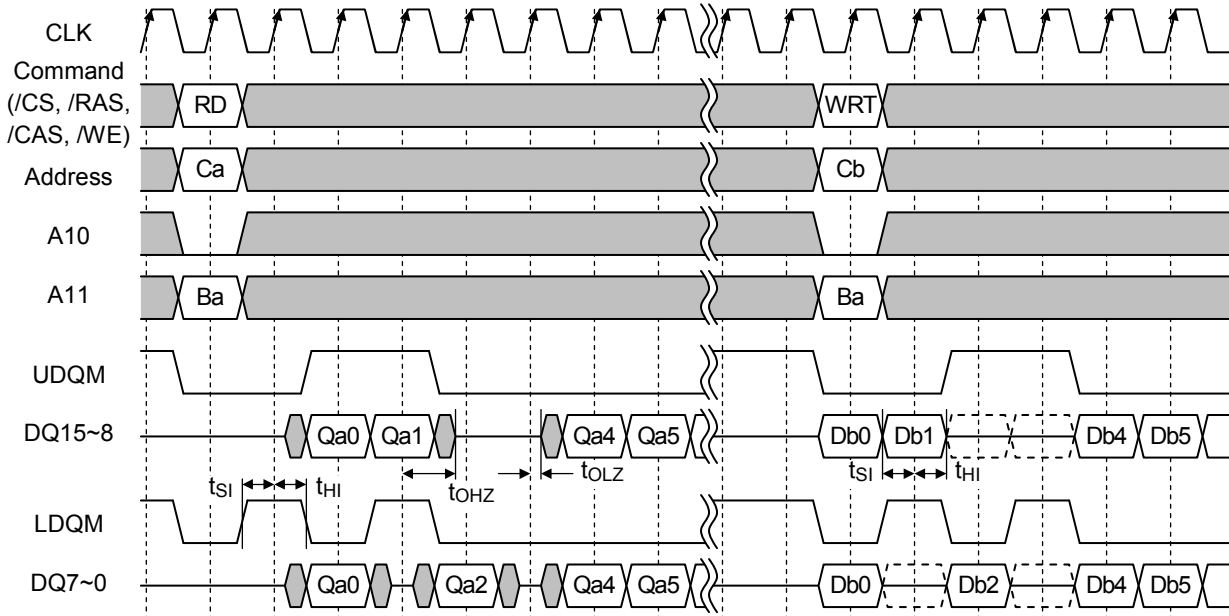 CLK
Command
(/CS, /RAS,
/CAS, /WE)
RD
WRT
Address
Ca
Cb
A10
A11
Ba
Ba
UDQM
DQ15~8
Qa0
Qa1
Qa4
Qa5
Db0
Db1
Db4
Db5
tSI
tHI
tOHZ
tOLZ
tSI
tHI
LDQM
DQ7~0
Qa0
Qa2
Qa4
Qa5
Db0
Db2
Db4
Db5